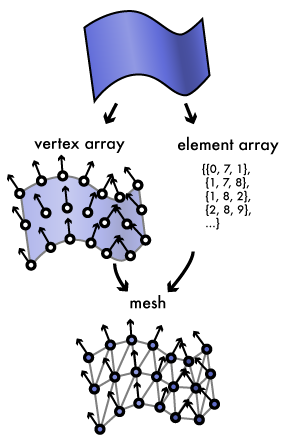 vertex array
element array
{{0, 7, 1},
{1, 7, 8},
{1, 8, 2},
{2, 8, 9},
...}
mesh